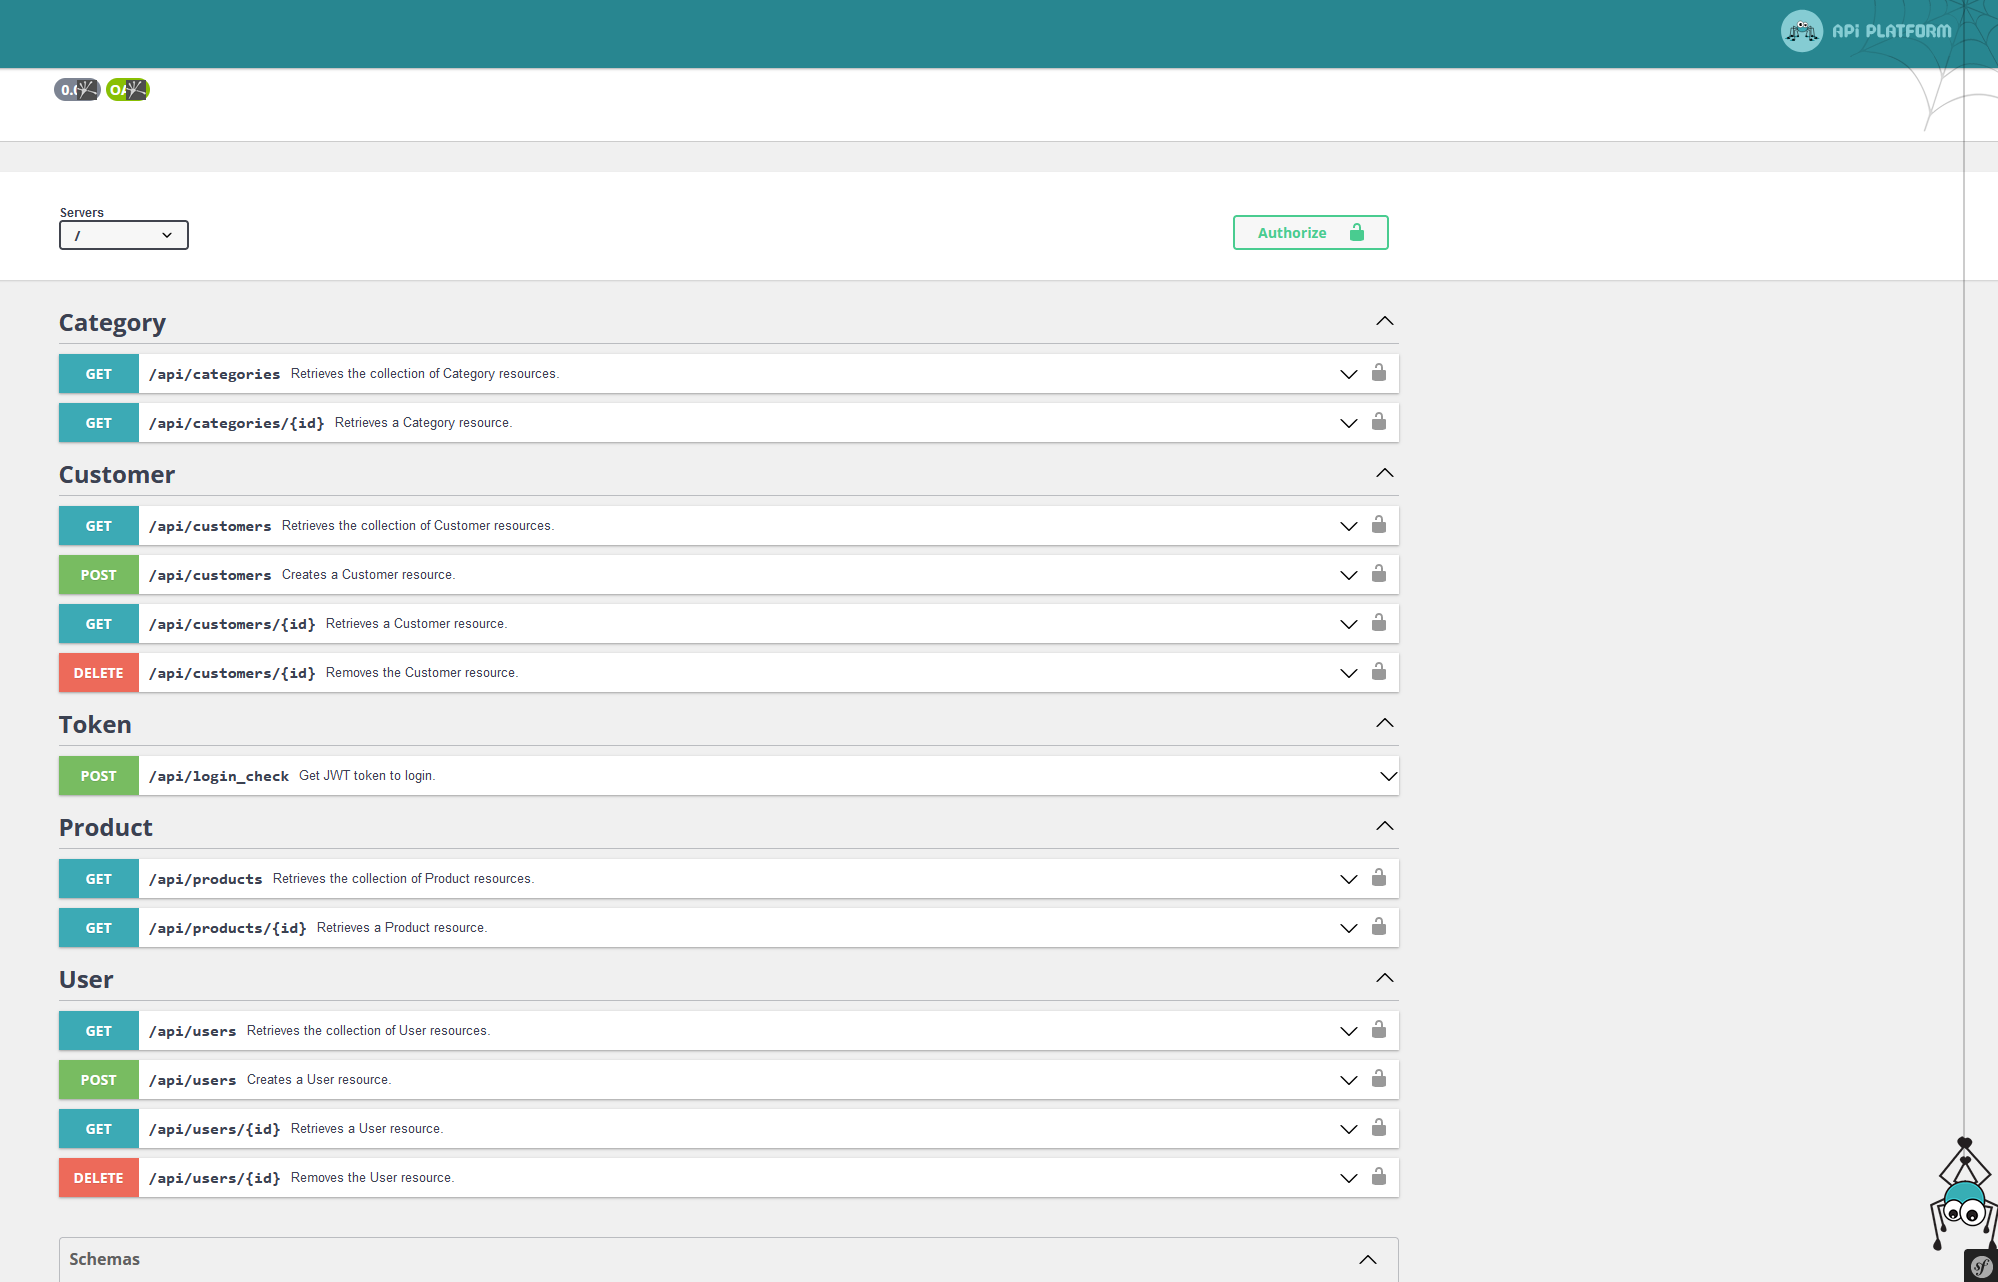 API PLATFORM
Servers
/
Authorize
Category
GET /api/categories Retrieves the collection of Category resources.
GET /api/categories/{id} Retrieves a Category resource.
Customer
GET /api/customers Retrieves the collection of Customer resources.
POST /api/customers Creates a Customer resource.
GET /api/customers/{id} Retrieves a Customer resource.
DELETE /api/customers/{id} Removes the Customer resource.
Token
POST /api/login_check Get JWT token to login.
Product
GET /api/products Retrieves the collection of Product resources.
GET /api/products/{id} Retrieves a Product resource.
User
GET /api/users Retrieves the collection of User resources.
POST /api/users Creates a User resource.
GET /api/users/{id} Retrieves a User resource.
DELETE /api/users/{id} Removes the User resource.
Schemas
sf